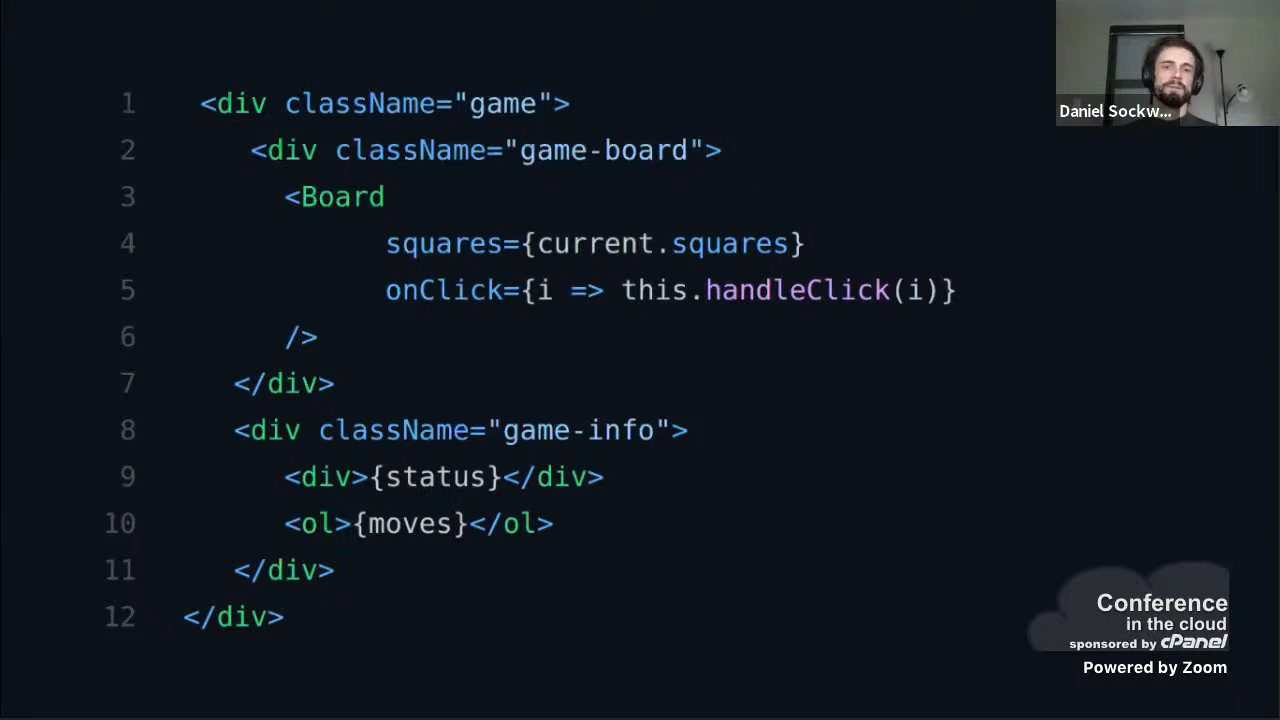 1 <div className="game">
2 <div className="game-board">
3 <Board
4 squares={current.squares}
5 onClick={i => this.handleClick(i)}
6 />
7 </div>
8 <div className="game-info">
9 <div>{status}</div>
10 <ol>{moves}</ol>
11 </div>
12 </div>
Daniel Sockw...
Conference
in the cloud
sponsored by cPanel
Powered by Zoom